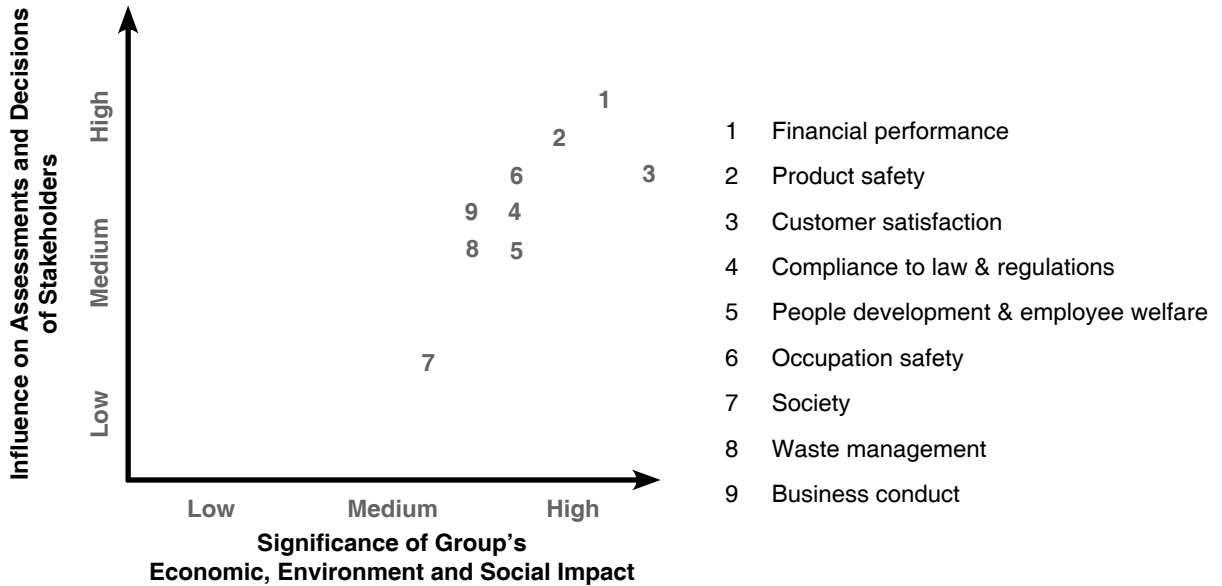 Influence on Assessments and Decisions
of Stakeholders
High
Medium
Low
1
2
3
6
9
4
8
5
7
Low
Medium
High
Significance of Group’s
Economic, Environment and Social Impact
1 Financial performance
2 Product safety
3 Customer satisfaction
4 Compliance to law & regulations
5 People development & employee welfare
6 Occupation safety
7 Society
8 Waste management
9 Business conduct